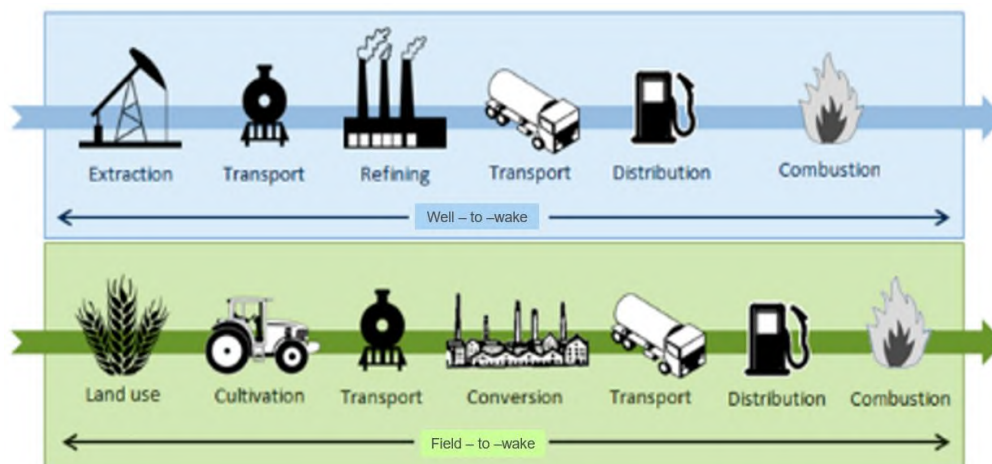 Extraction
Transport
Refining
Transport
Distribution
Combustion
Well – to –wake
Land use
Cultivation
Transport
Conversion
Transport
Distribution
Combustion
Field – to –wake